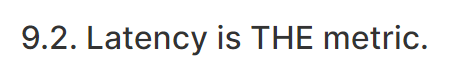 9.2. Latency is THE metric.